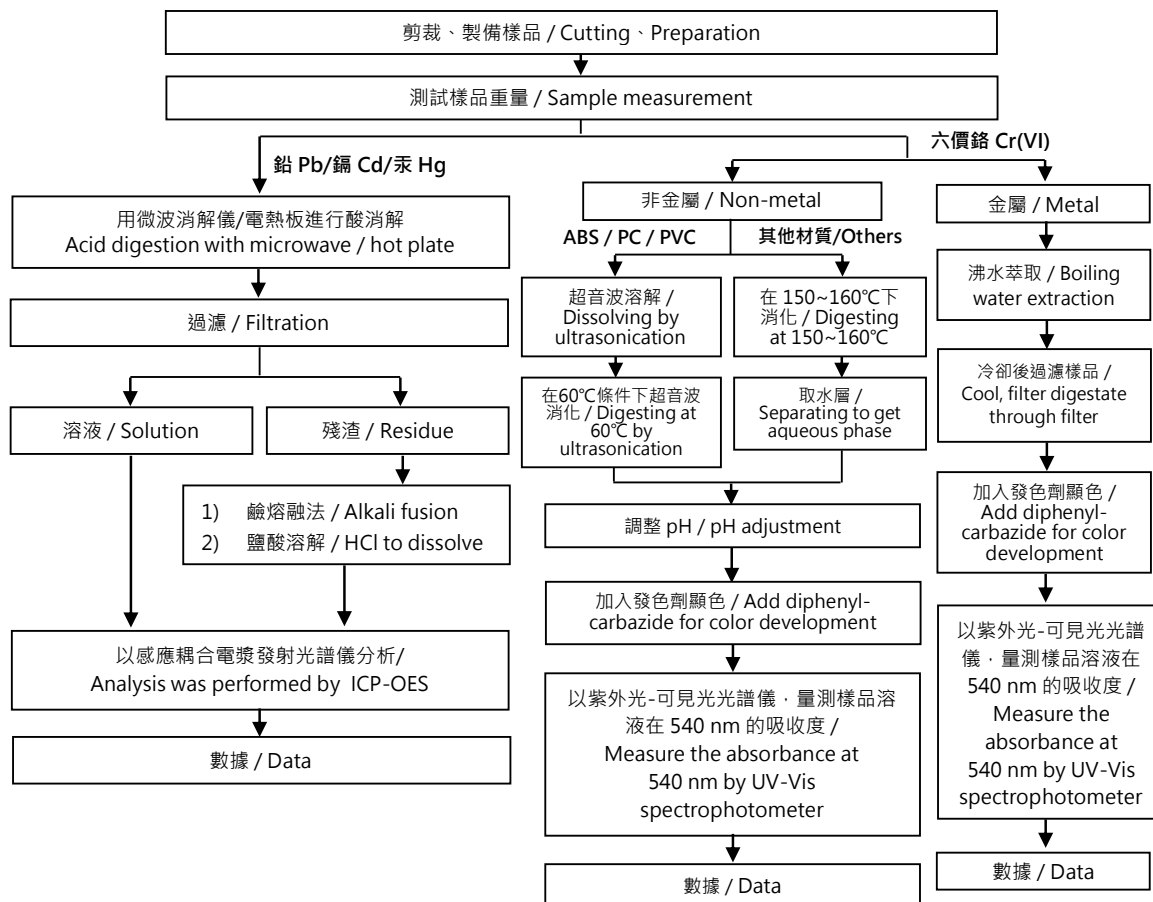 剪裁、製備樣品 / Cutting、Preparation
測試樣品重量 / Sample measurement
鉛 Pb/鎘 Cd/汞 Hg
用微波消解儀/電熱板進行酸消解
Acid digestion with microwave / hot plate
過濾 / Filtration
溶液 / Solution
殘渣 / Residue
1) 鹼熔融法 / Alkali fusion
2) 鹽酸溶解 / HCl to dissolve
以感應耦合電漿發射光譜儀分析/
Analysis was performed by ICP-OES
數據 / Data
六價鉻 Cr(VI)
非金屬 / Non-metal
ABS / PC / PVC
其他材質/Others
超音波溶解 /
Dissolving by
ultrasonication
在60℃條件下超音波
消化 / Digesting at
60℃ by
ultrasonication
在 150~160℃下
消化 / Digesting
at 150~160℃
取水層 /
Separating to get
aqueous phase
調整 pH / pH adjustment
加入發色劑顯色 / Add diphenyl-
carbazide for color development
以紫外光-可見光光譜儀，量測樣品溶
液在 540 nm 的吸收度 /
Measure the absorbance at
540 nm by UV-Vis
spectrophotometer
數據 / Data
金屬 / Metal
沸水萃取 / Boiling
water extraction
冷卻後過濾樣品 /
Cool, filter digestate
through filter
加入發色劑顯色 /
Add diphenyl-
carbazide for color
development
以紫外光-可見光光譜
儀，量測樣品溶液在
540 nm 的吸收度 /
Measure the
absorbance at
540 nm by UV-Vis
spectrophotometer
數據 / Data